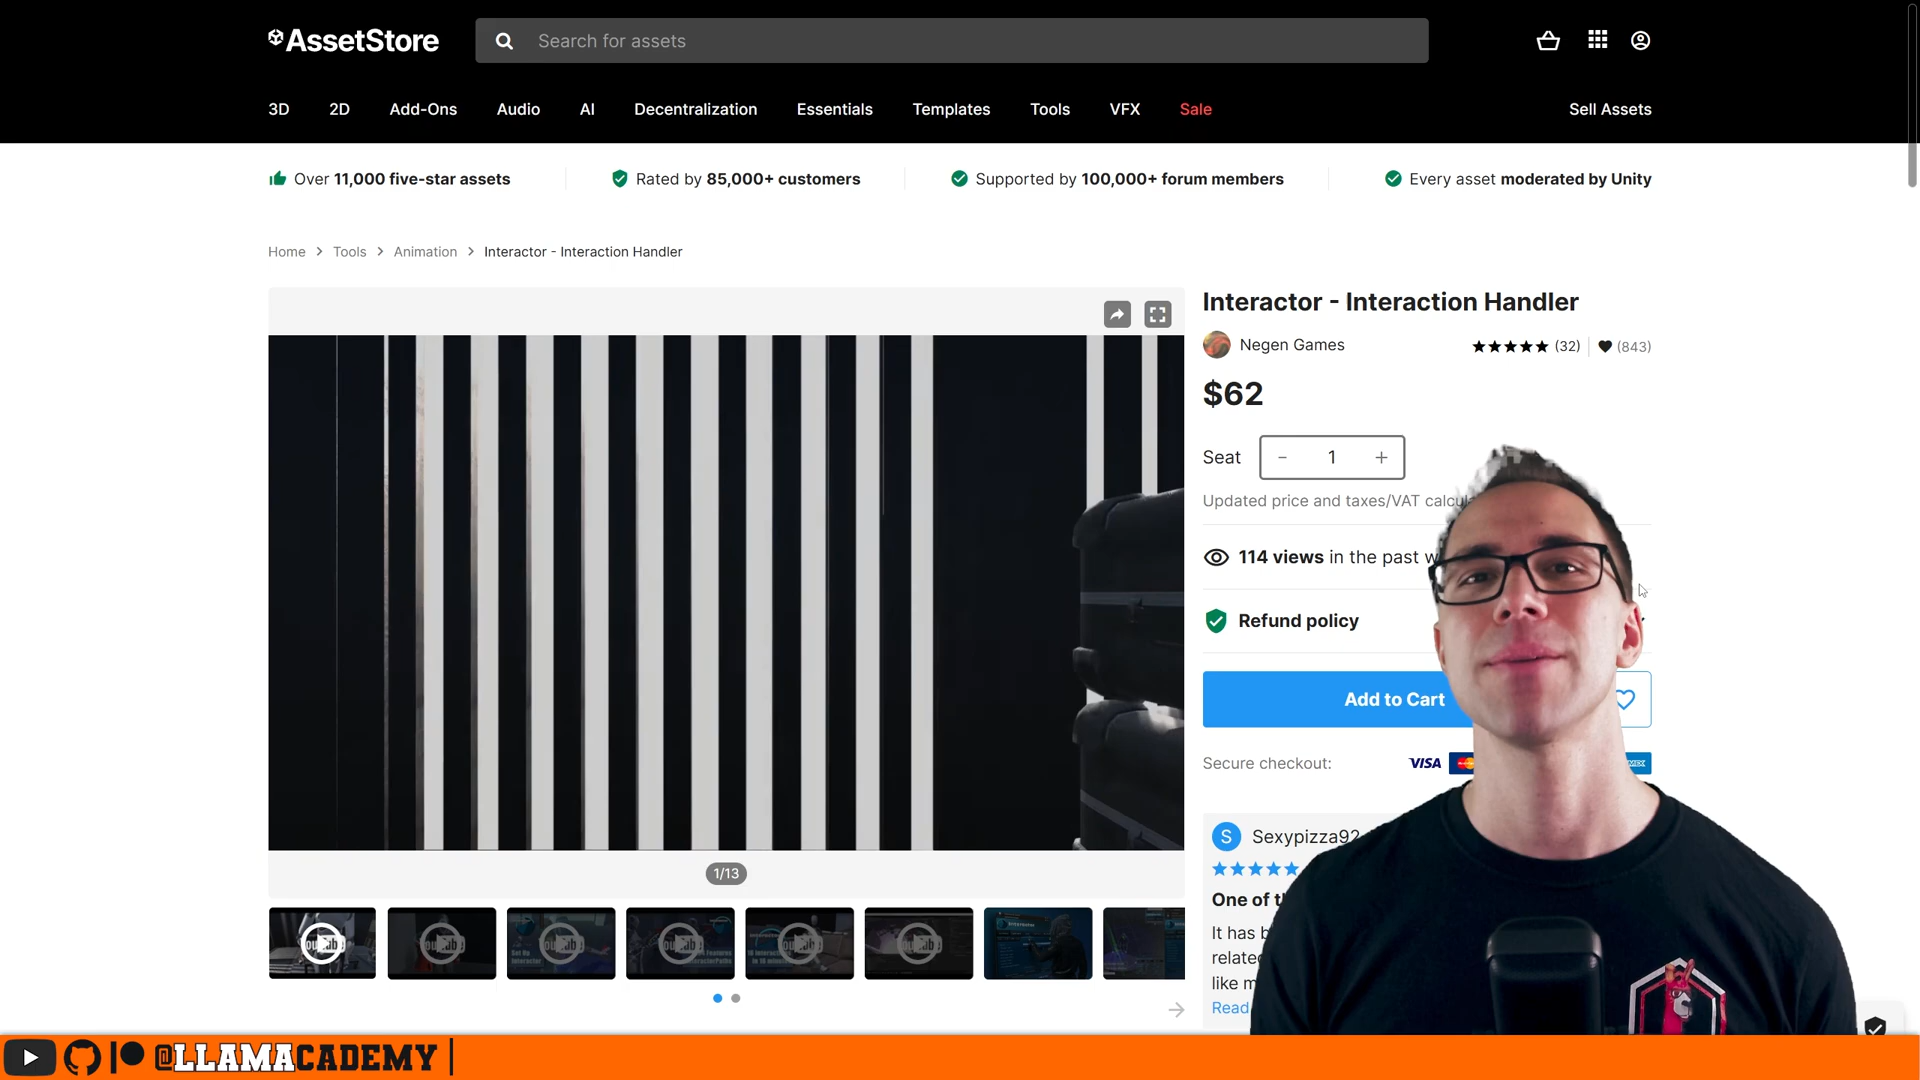 AssetStore
Search for assets
3D 2D Add-Ons Audio AI Decentralization Essentials Templates Tools VFX Sale Sell Assets
Over 11,000 five-star assets Rated by 85,000+ customers Supported by 100,000+ forum members Every asset moderated by Unity
Home > Tools > Animation > Interactor - Interaction Handler
Interactor - Interaction Handler
Negen Games ★★★★★ (32) (843)
$62
Seat - 1 +
Updated price and taxes/VAT
114 views in the past
Refund policy
Add to Cart
Secure checkout: VISA
S Sexypizza92
★★★★★
One of
It has
like
Read
1/13
@LLAMACADEMY